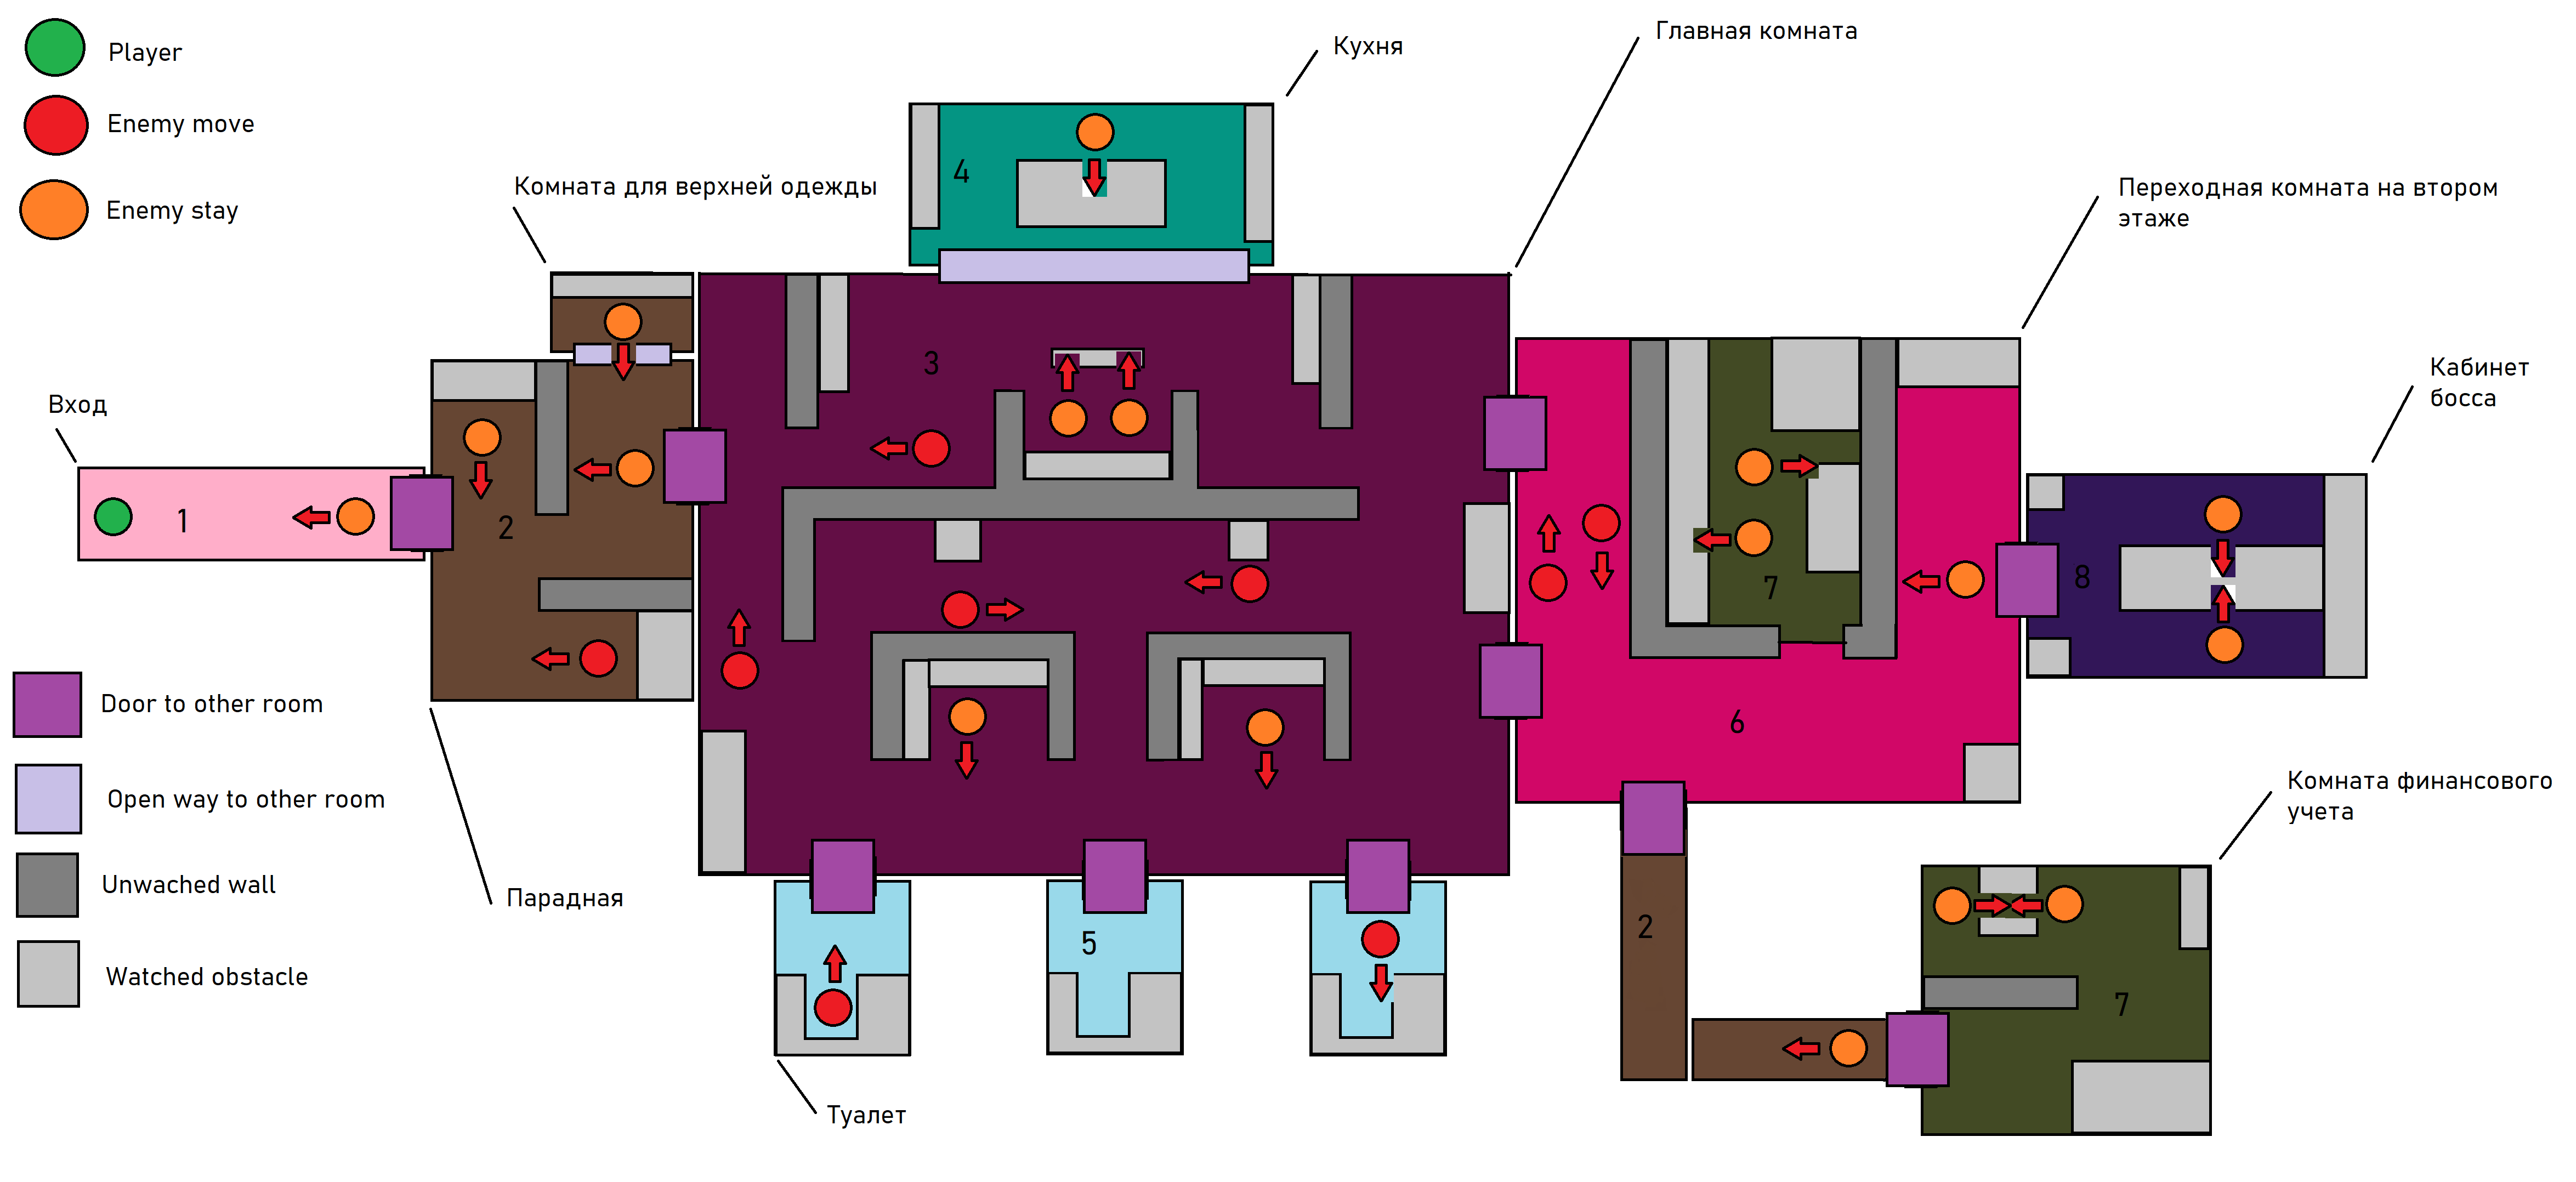 Player
Enemy move
Enemy stay
Door to other room
Open way to other room
Unwached wall
Watched obstacle
Вход
1
2
Парадная
Комната для верхней одежды
3
Кухня
4
Главная комната
5
Туалет
Переходная комната на втором
этаже
7
6
2
Кабинет
босса
8
Комната финансового
учета
7